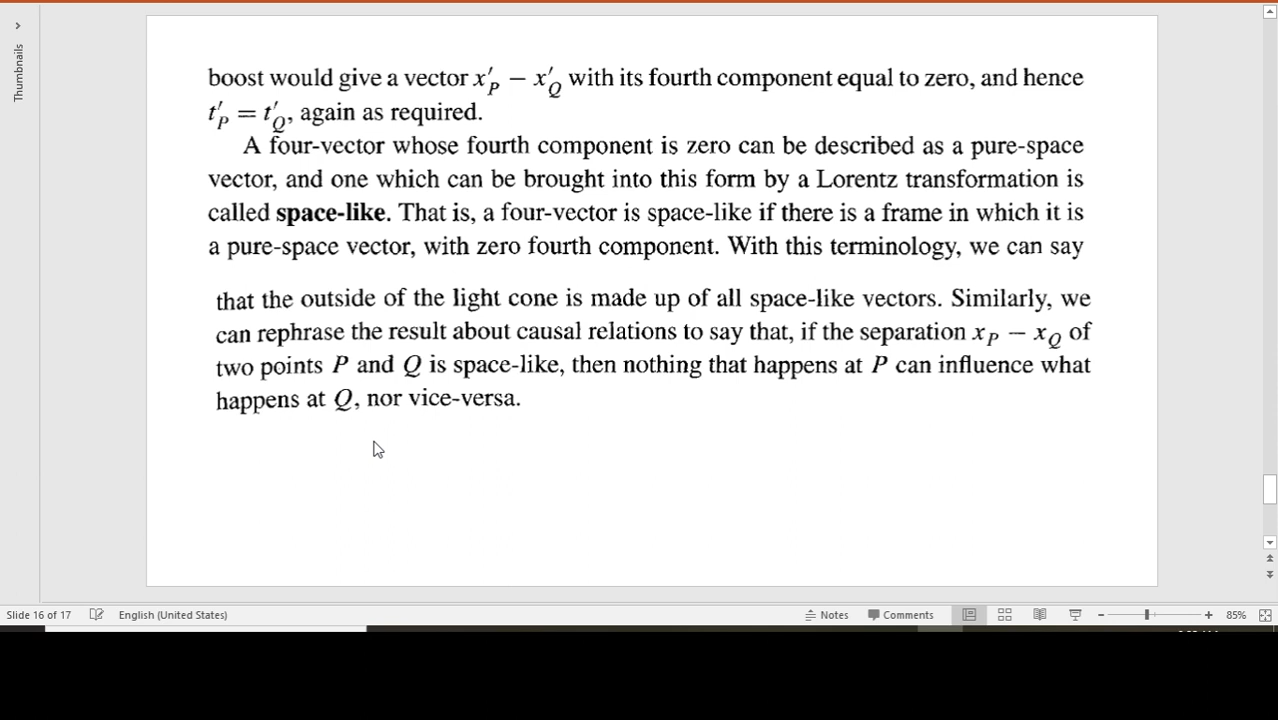 Thumbnails
boost would give a vector x′P − x′Q with its fourth component equal to zero, and hence
t′P = t′Q, again as required.
A four-vector whose fourth component is zero can be described as a pure-space
vector, and one which can be brought into this form by a Lorentz transformation is
called space-like. That is, a four-vector is space-like if there is a frame in which it is
a pure-space vector, with zero fourth component. With this terminology, we can say
that the outside of the light cone is made up of all space-like vectors. Similarly, we
can rephrase the result about causal relations to say that, if the separation xP − xQ of
two points P and Q is space-like, then nothing that happens at P can influence what
happens at Q, nor vice-versa.
Slide 16 of 17 English (United States) Notes Comments 85%